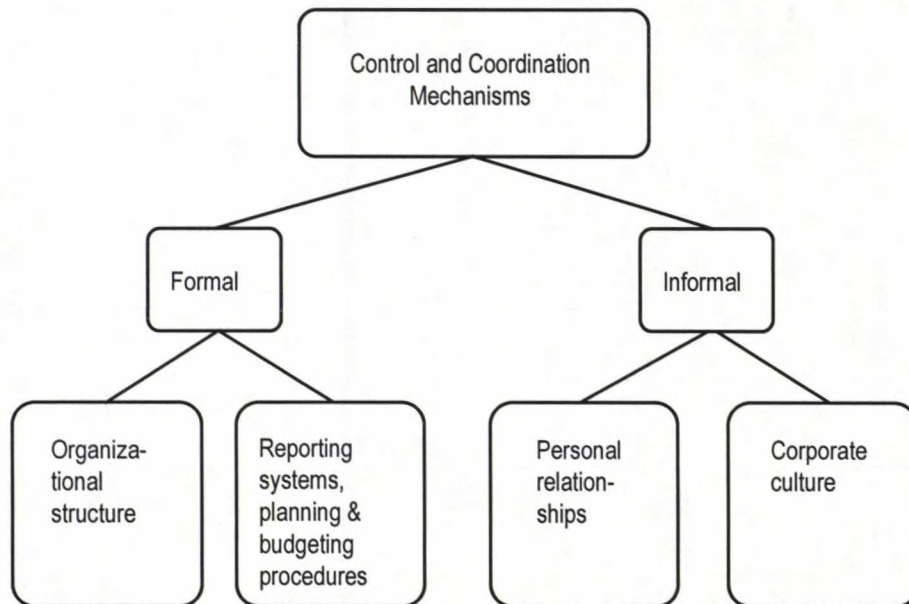 Control and Coordination
Mechanisms
Formal
Informal
Organiza-
tional
structure
Reporting
systems,
planning &
budgeting
procedures
Personal
relation-
ships
Corporate
culture